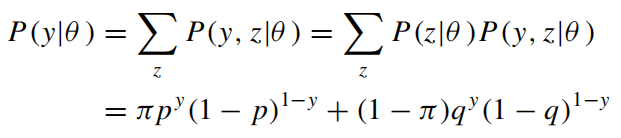 P(y|θ) = ∑_z P(y, z|θ) = ∑_z P(z|θ)P(y, z|θ)
= πp^y(1 − p)^{1−y} + (1 − π)q^y(1 − q)^{1−y}